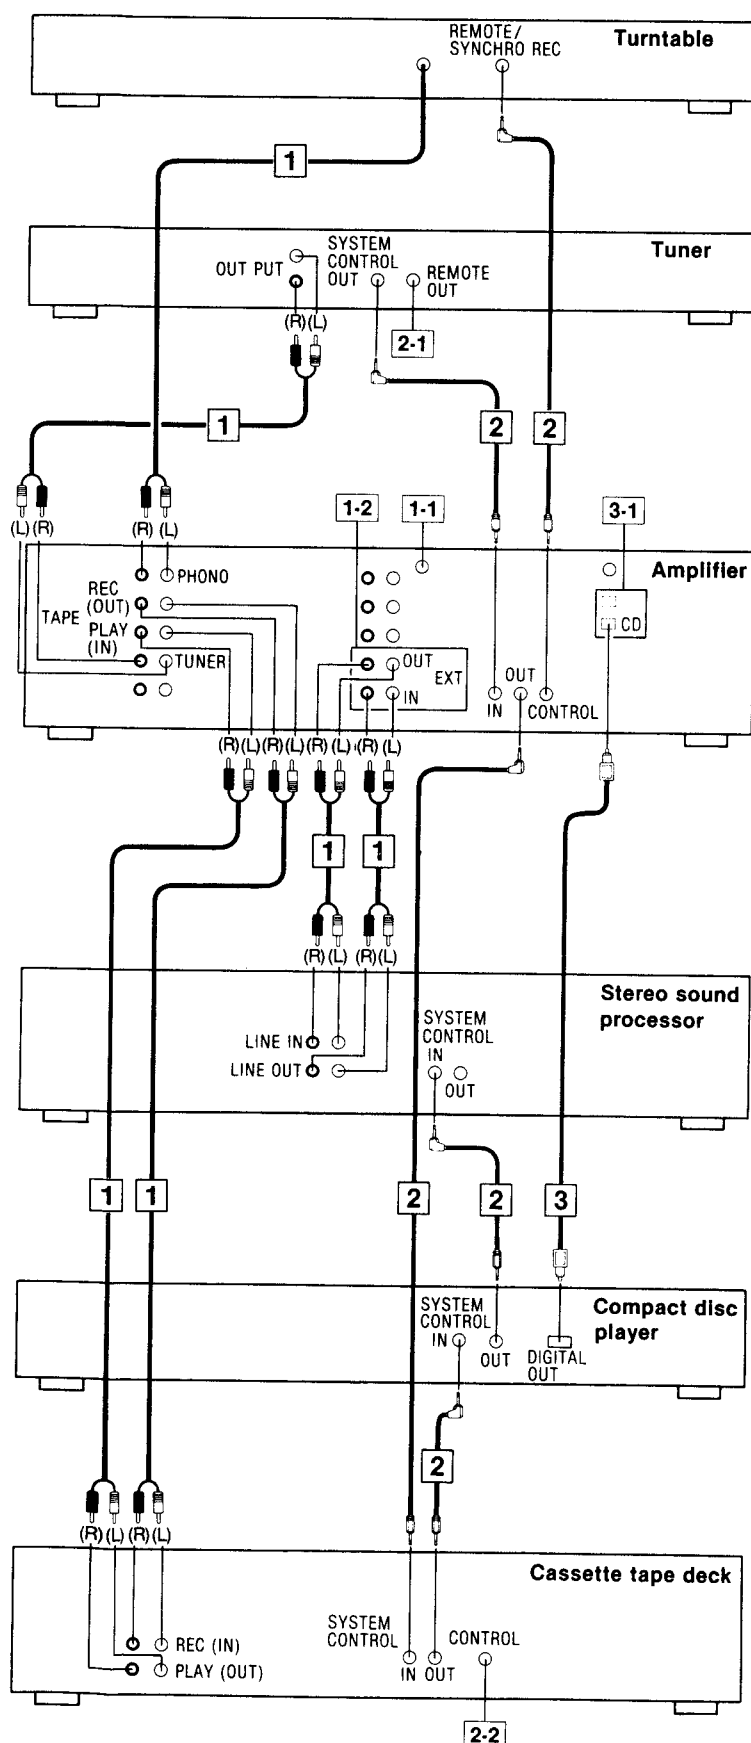 REMOTE/
SYNCHRO REC
Turntable
1
Tuner
SYSTEM
CONTROL
OUT
OUT PUT
REMOTE
OUT
(R) (L)
2-1
1
2
2
1-2
1-1
3-1
(L) (R)
(R) (L)
Amplifier
PHONO
REC
(OUT)
TAPE
PLAY
(IN)
TUNER
CD
OUT
EXT
IN
OUT
IN
CONTROL
(R) (L) (R) (L) (R) (L) (R) (L)
1
1
(R) (L) (R) (L)
Stereo sound
processor
SYSTEM
CONTROL
IN
OUT
LINE IN
LINE OUT
1
1
2
2
3
Compact disc
player
SYSTEM
CONTROL
IN
OUT
DIGITAL
OUT
2
(R) (L) (R) (L)
Cassette tape deck
REC (IN)
PLAY (OUT)
SYSTEM
CONTROL
IN OUT
CONTROL
2-2